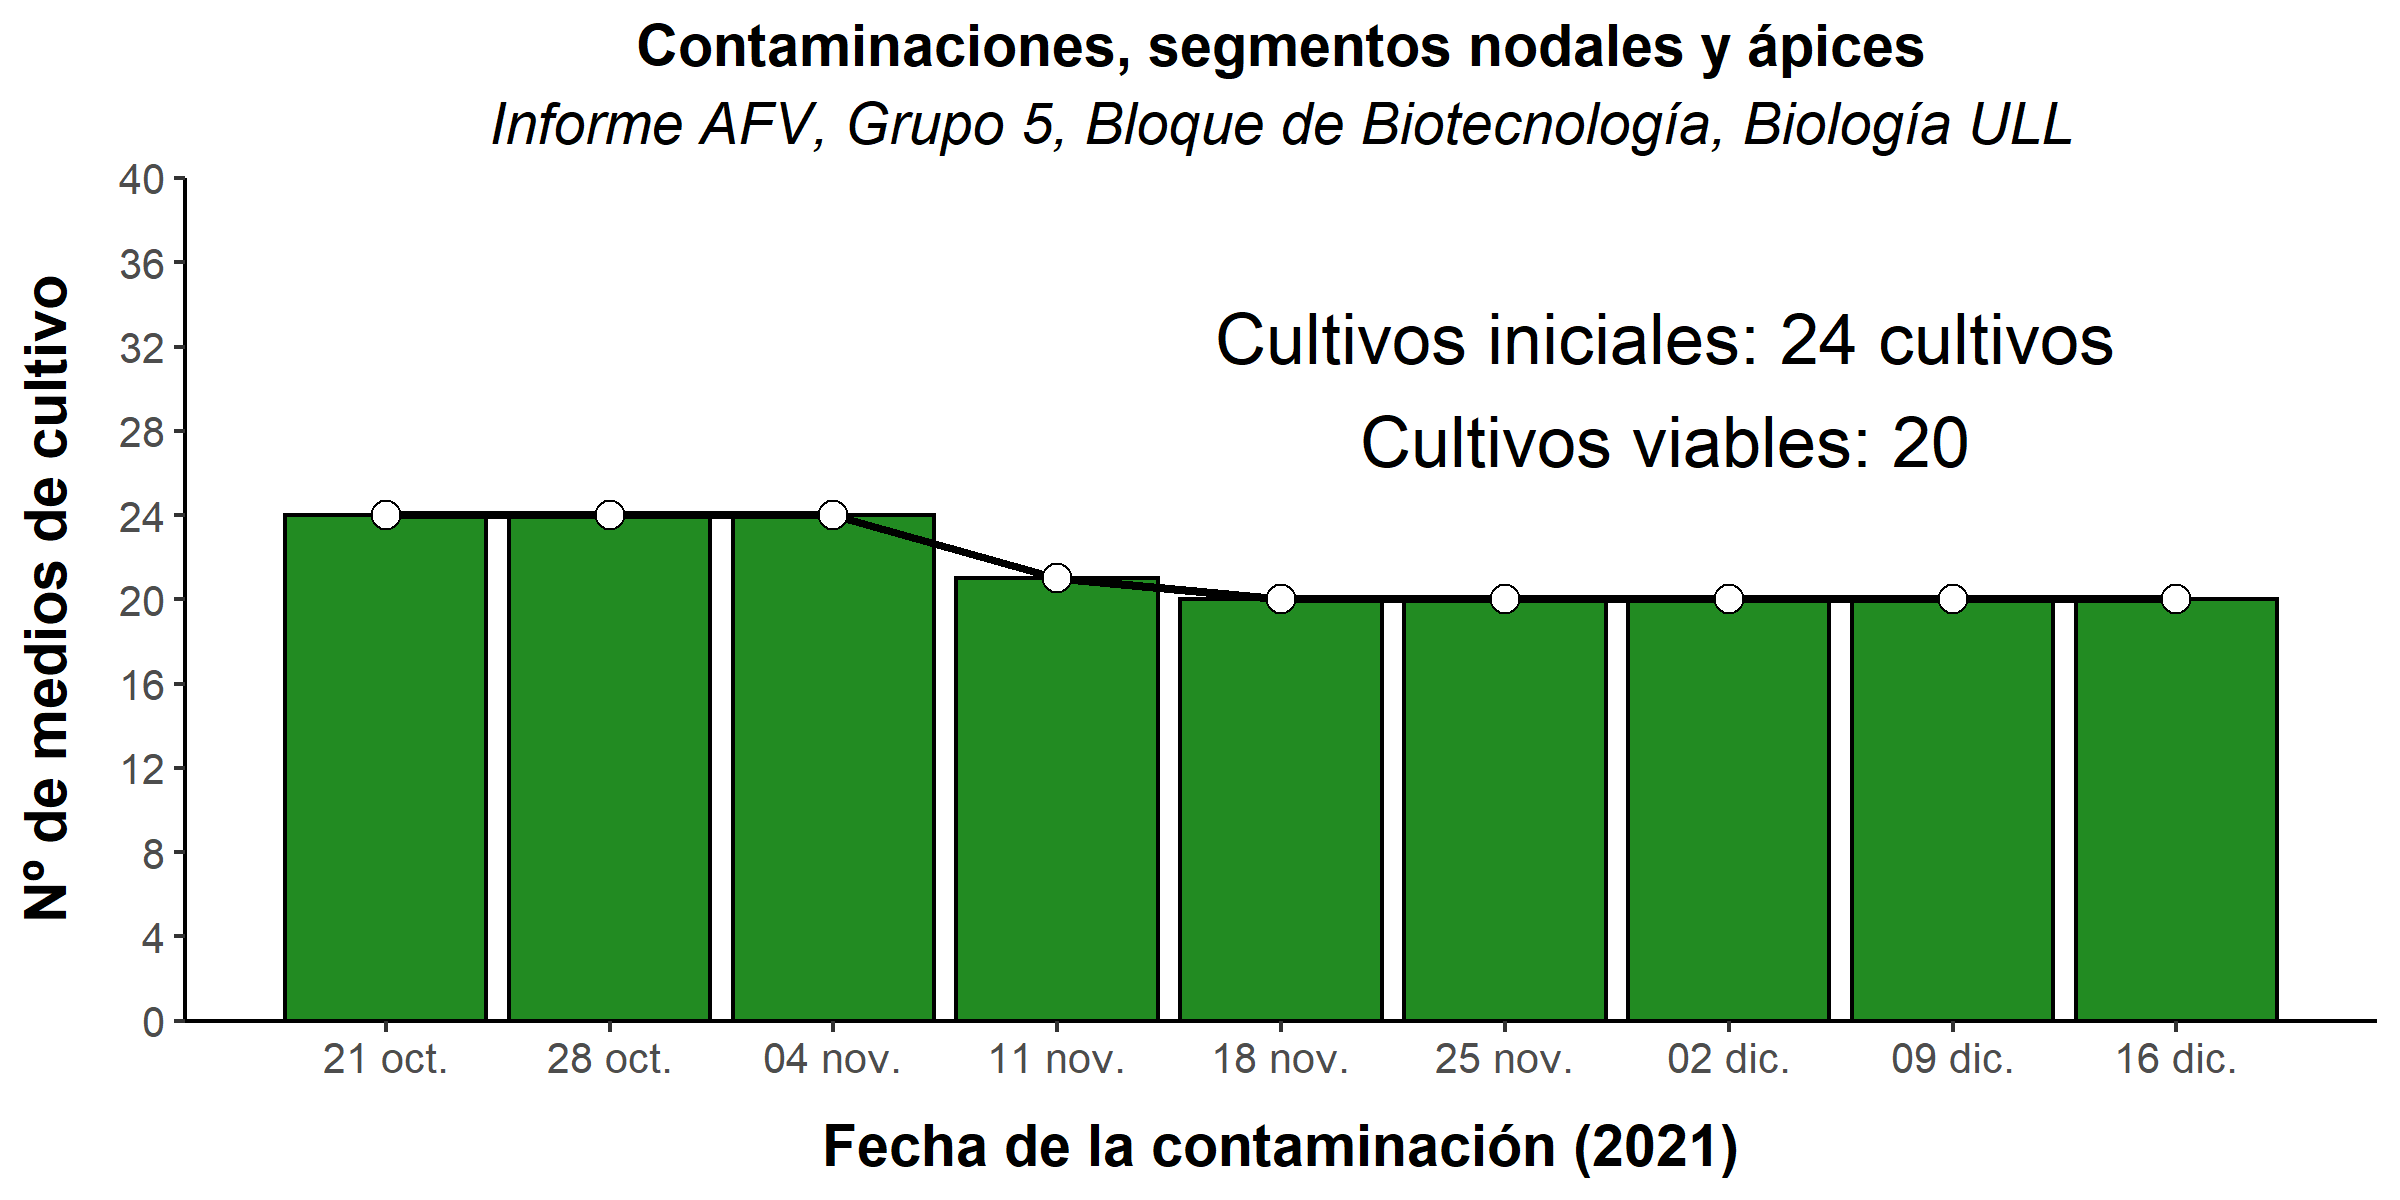 Contaminaciones, segmentos nodales y ápices
Informe AFV, Grupo 5, Bloque de Biotecnología, Biología ULL
Nº de medios de cultivo
40
36
32
28
24
20
16
12
8
4
0
Cultivos iniciales: 24 cultivos
Cultivos viables: 20
21 oct.
28 oct.
04 nov.
11 nov.
18 nov.
25 nov.
02 dic.
09 dic.
16 dic.
Fecha de la contaminación (2021)